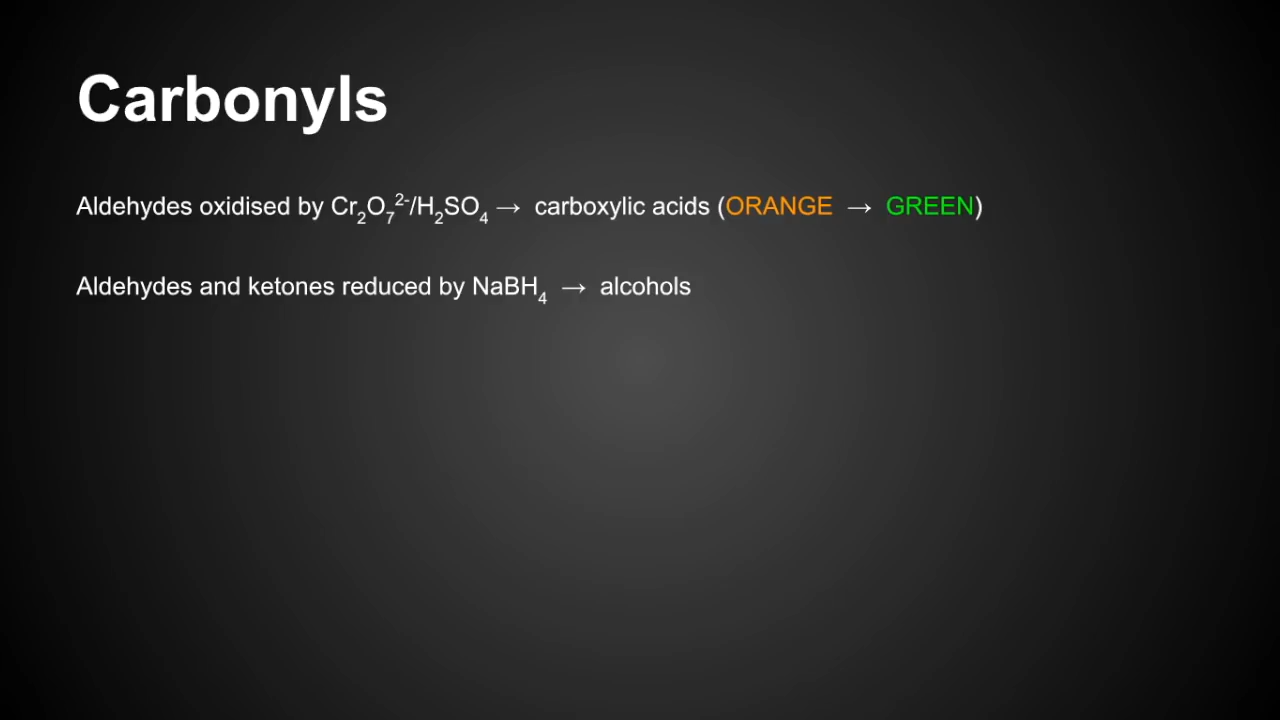 Carbonyls
Aldehydes oxidised by Cr₂O₇²⁻/H₂SO₄ → carboxylic acids (ORANGE → GREEN)
Aldehydes and ketones reduced by NaBH₄ → alcohols